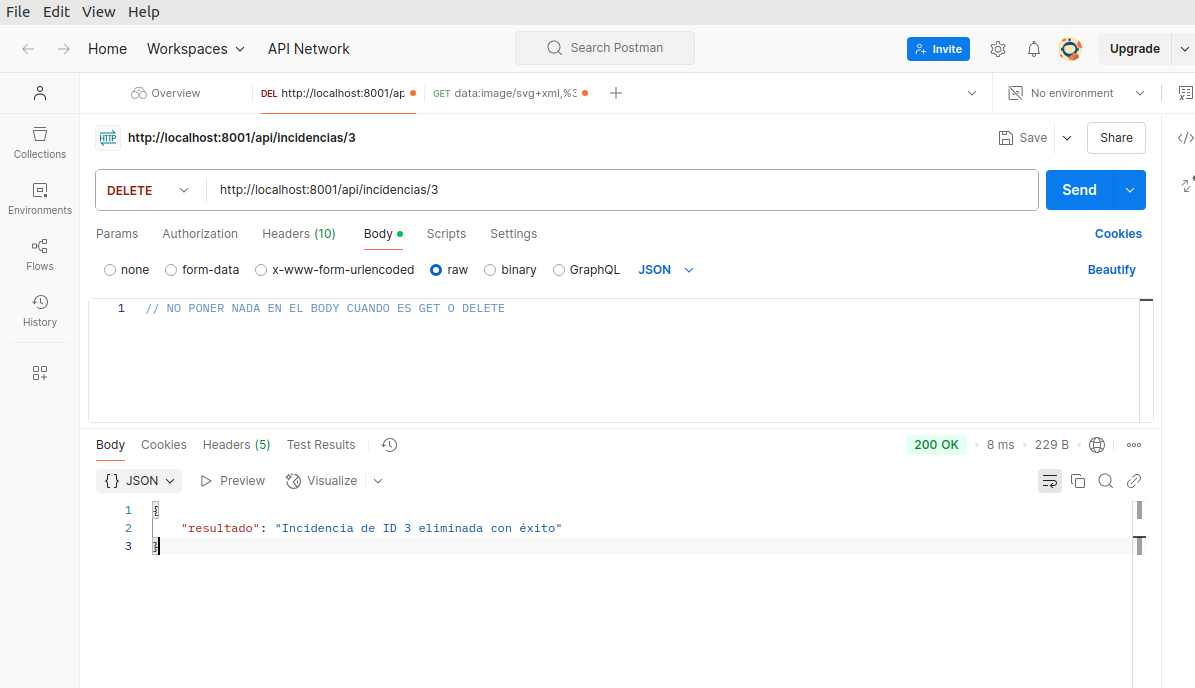 File Edit View Help
Home Workspaces API Network Search Postman Invite Upgrade
Overview DEL http://localhost:8001/ap GET data:image/svg+xml,%3 No environment
HTTP http://localhost:8001/api/incidencias/3 Save Share
Collections
Environments
Flows
History
DELETE http://localhost:8001/api/incidencias/3 Send
Params Authorization Headers (10) Body Scripts Settings Cookies
none form-data x-www-form-urlencoded raw binary GraphQL JSON Beautify
1 // NO PONER NADA EN EL BODY CUANDO ES GET O DELETE
Body Cookies Headers (5) Test Results 200 OK • 8 ms • 229 B •
{} JSON Preview Visualize
1 {
2 "resultado": "Incidencia de ID 3 eliminada con éxito"
3 }